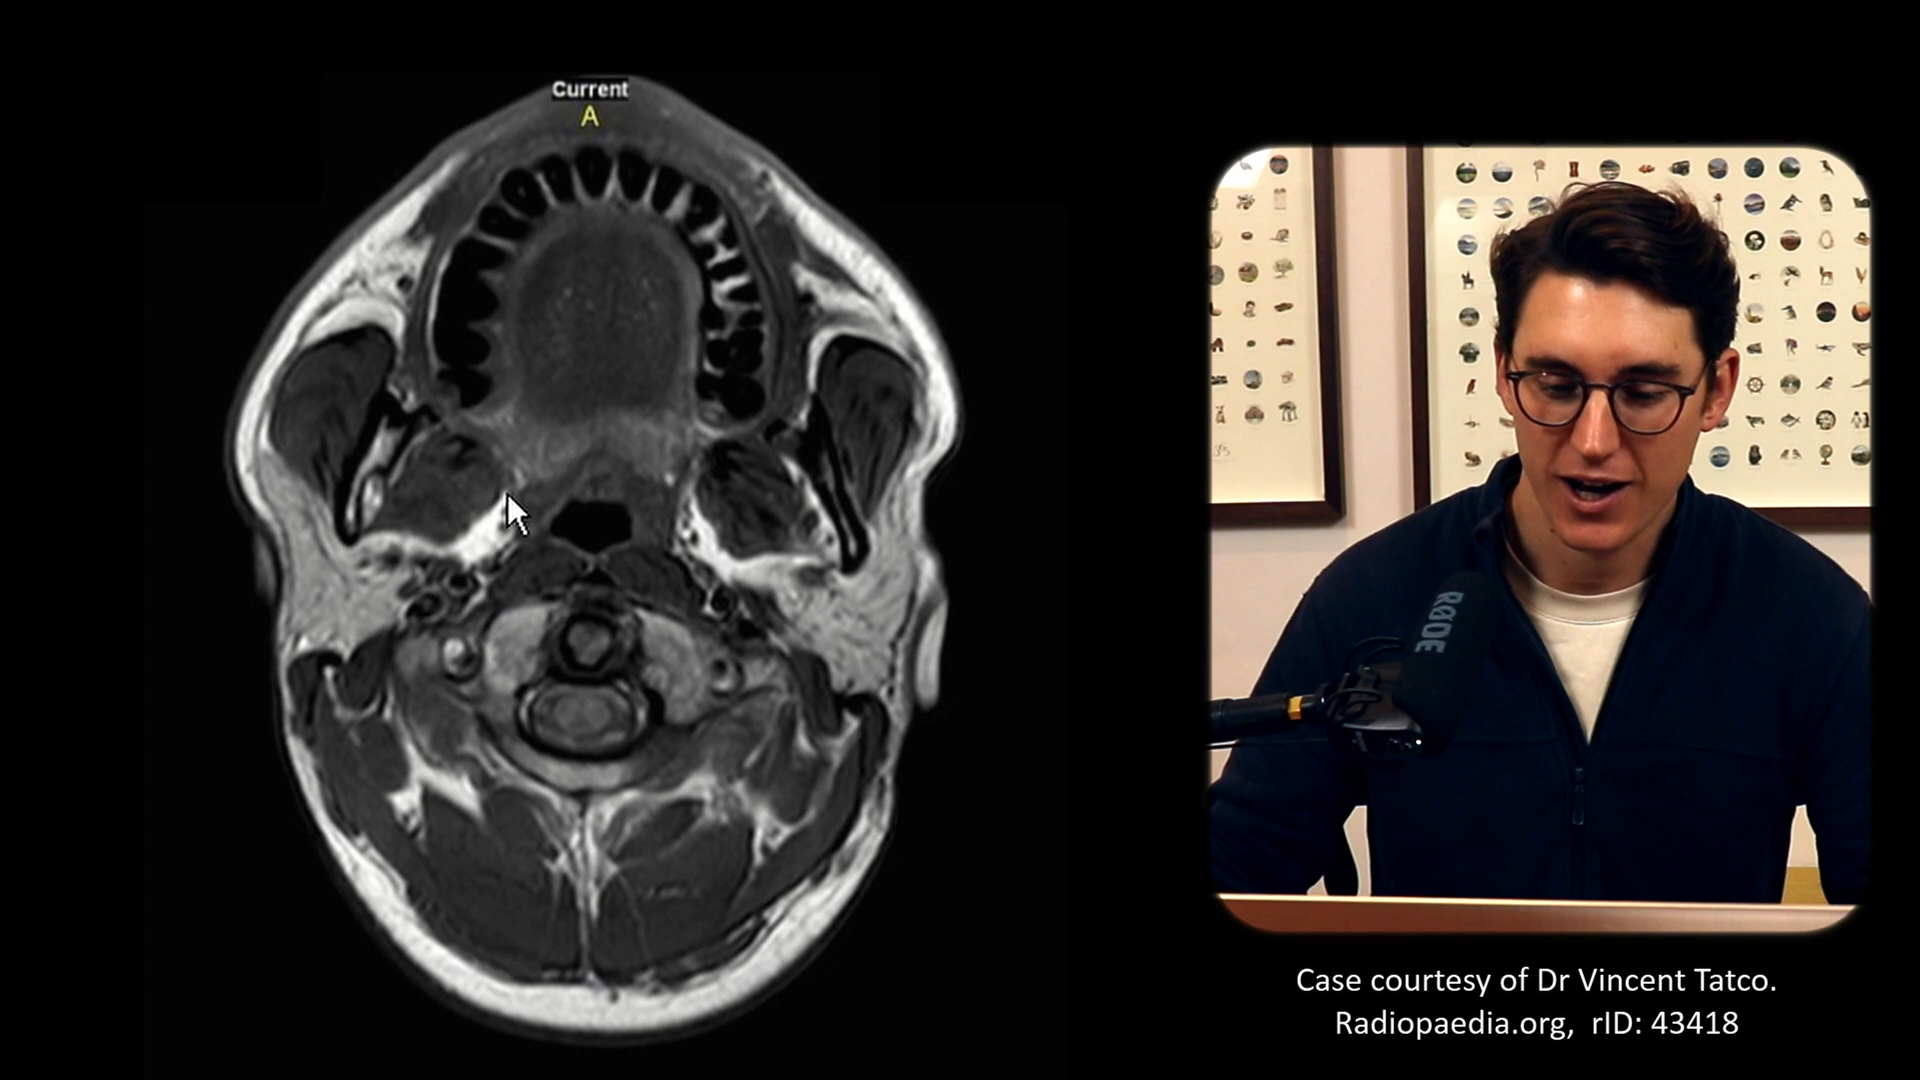 Current
A
RØDE
Case courtesy of Dr Vincent Tatco.
Radiopaedia.org, rID: 43418